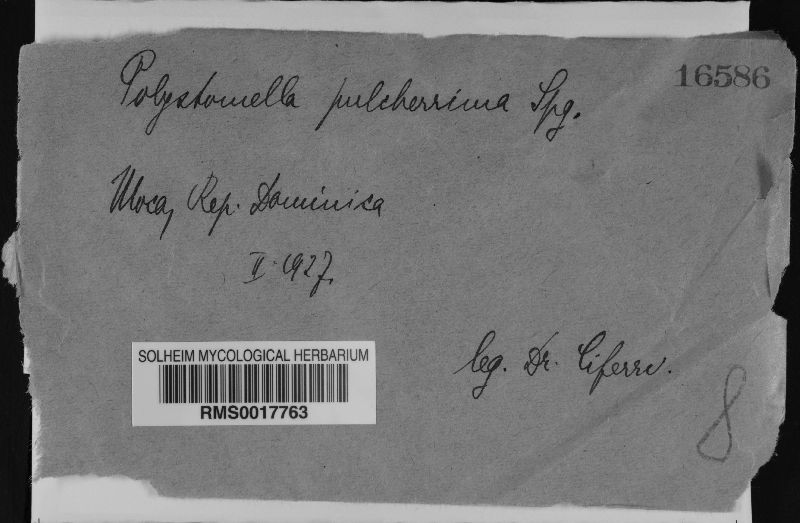 16586
Polystomella pulcherrima Spg.
Moca, Rep. Dominica
II. 1927.
SOLHEIM MYCOLOGICAL HERBARIUM
RMS0017763
leg. Dr. Ciferri.
8